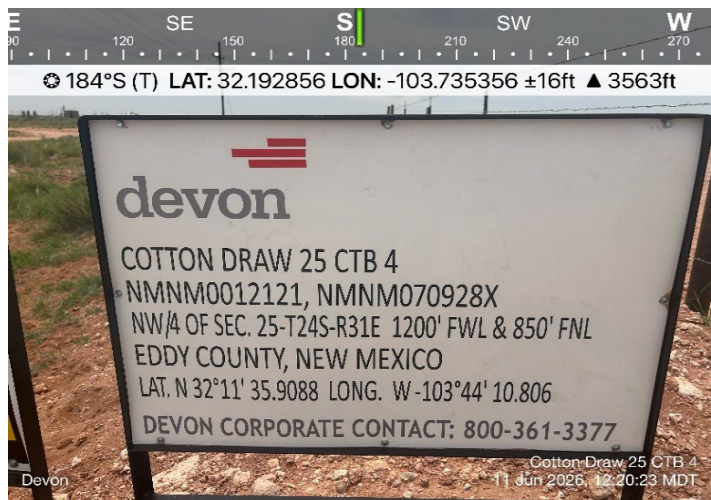 E SE S SW W
90 120 150 180 210 240 270
184°S (T) LAT: 32.192856 LON: -103.735356 ±16ft ▲ 3563ft
devon
COTTON DRAW 25 CTB 4
NMNM0012121, NMNM070928X
NW/4 OF SEC. 25-T24S-R31E 1200' FWL & 850' FNL
EDDY COUNTY, NEW MEXICO
LAT. N 32°11' 35.9088 LONG. W -103°44' 10.806
DEVON CORPORATE CONTACT: 800-361-3377
Cotton Draw 25 CTB 4
Devon 11 Jun 2026, 12:20:23 MDT